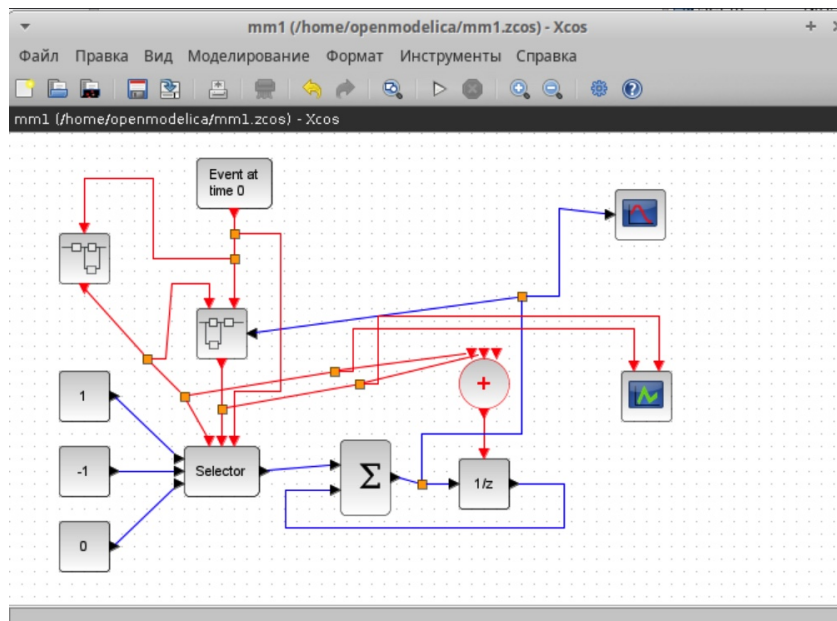 mm1 (/home/openmodelica/mm1.zcos) - Xcos
Файл Правка Вид Моделирование Формат Инструменты Справка
mm1 (/home/openmodelica/mm1.zcos) - Xcos
Event at
time 0
1
+
-1
Selector
Σ
1/z
0